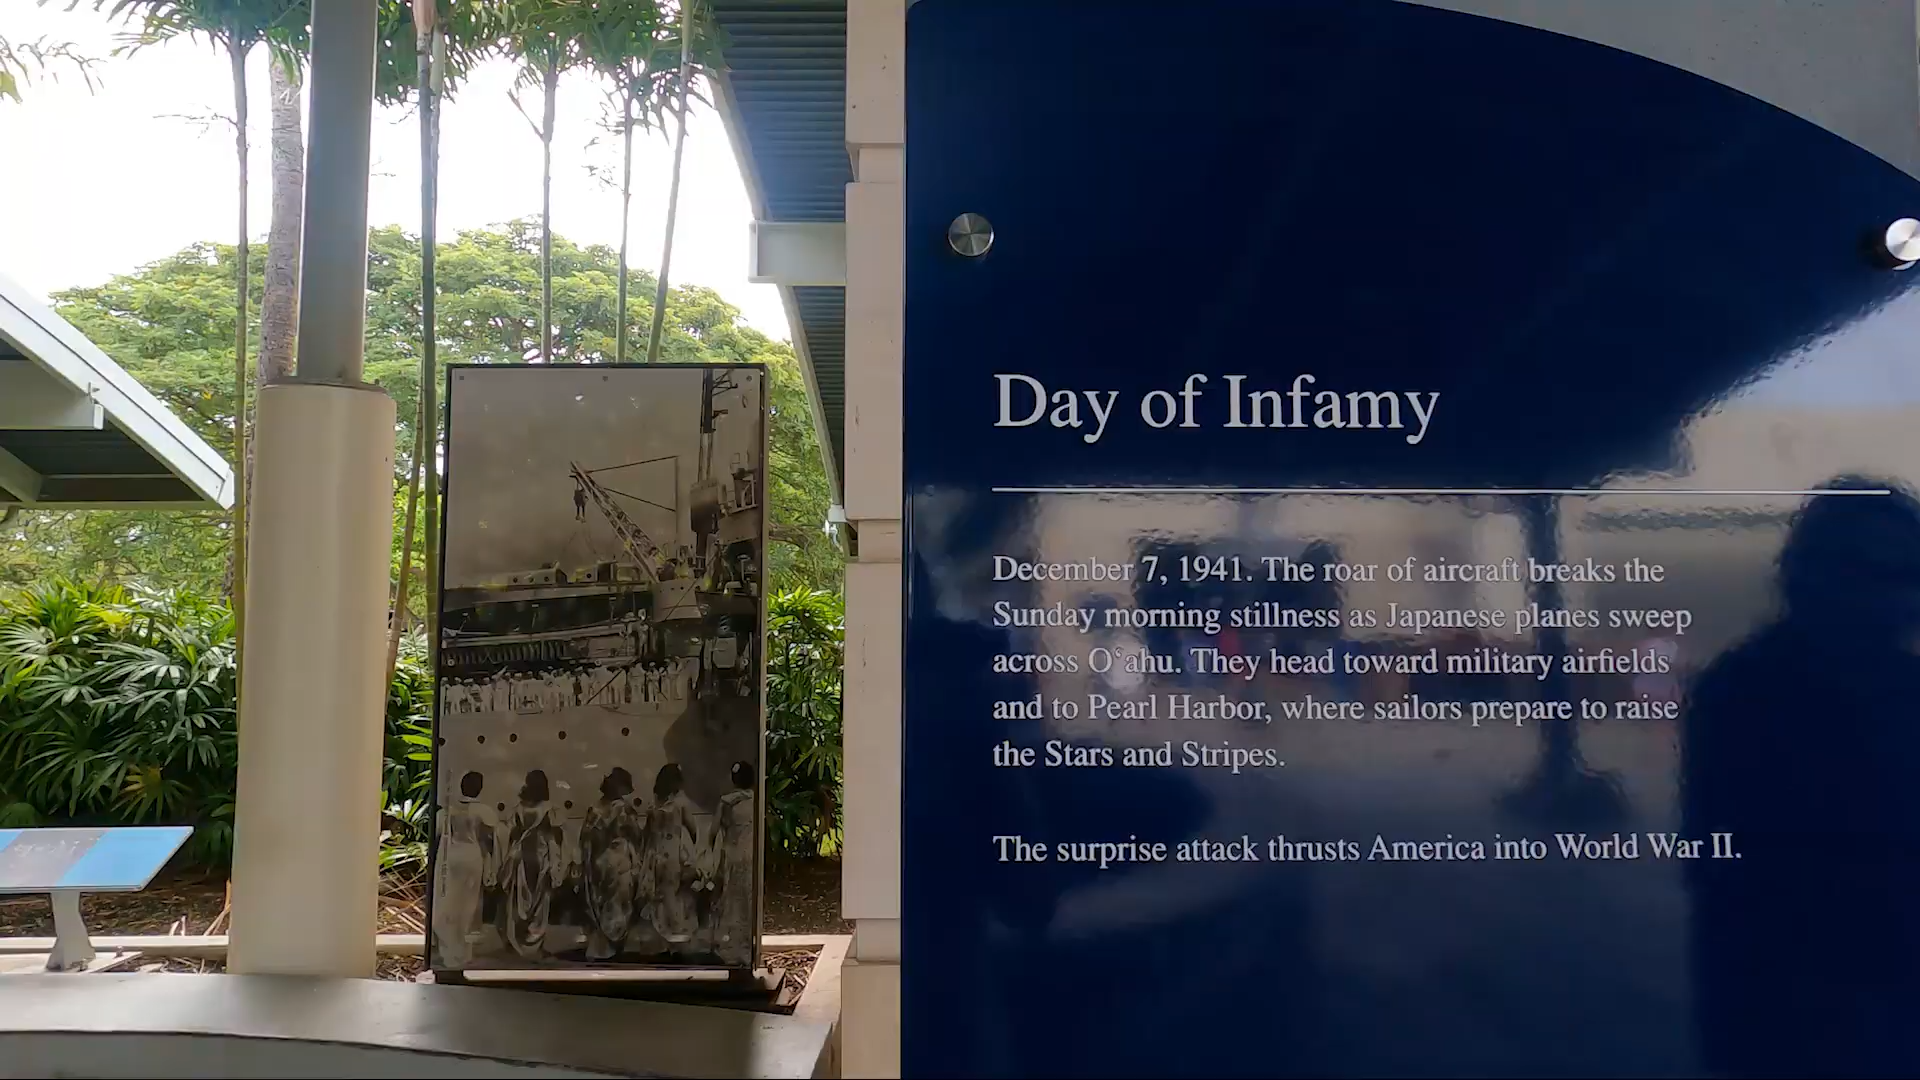 Day of Infamy
December 7, 1941. The roar of aircraft breaks the
Sunday morning stillness as Japanese planes sweep
across Oʻahu. They head toward military airfields
and to Pearl Harbor, where sailors prepare to raise
the Stars and Stripes.
The surprise attack thrusts America into World War II.